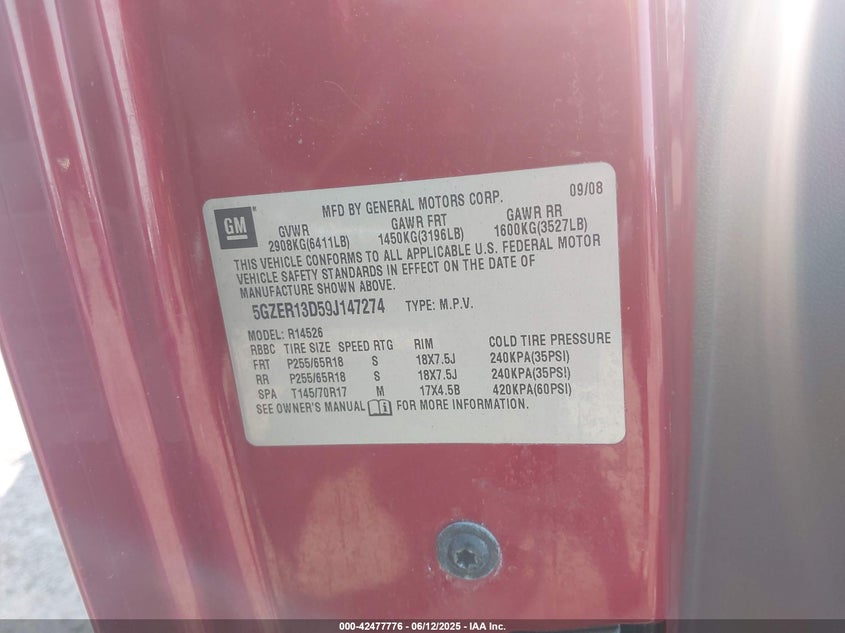 GM
MFD BY GENERAL MOTORS CORP. 09/08
GVWR GAWR FRT GAWR RR
2908KG(6411LB) 1450KG(3196LB) 1600KG(3527LB)
THIS VEHICLE CONFORMS TO ALL APPLICABLE U.S. FEDERAL MOTOR
VEHICLE SAFETY STANDARDS IN EFFECT ON THE DATE OF
MANUFACTURE SHOWN ABOVE.
5GZER13D59J147274 TYPE: M.P.V.
MODEL: R14526
RBBC TIRE SIZE SPEED RTG RIM COLD TIRE PRESSURE
FRT P255/65R18 S 18X7.5J 240KPA(35PSI)
RR P255/65R18 S 18X7.5J 240KPA(35PSI)
SPA T145/70R17 M 17X4.5B 420KPA(60PSI)
SEE OWNER'S MANUAL FOR MORE INFORMATION.
000-42477776 - 06/12/2025 - IAA Inc.